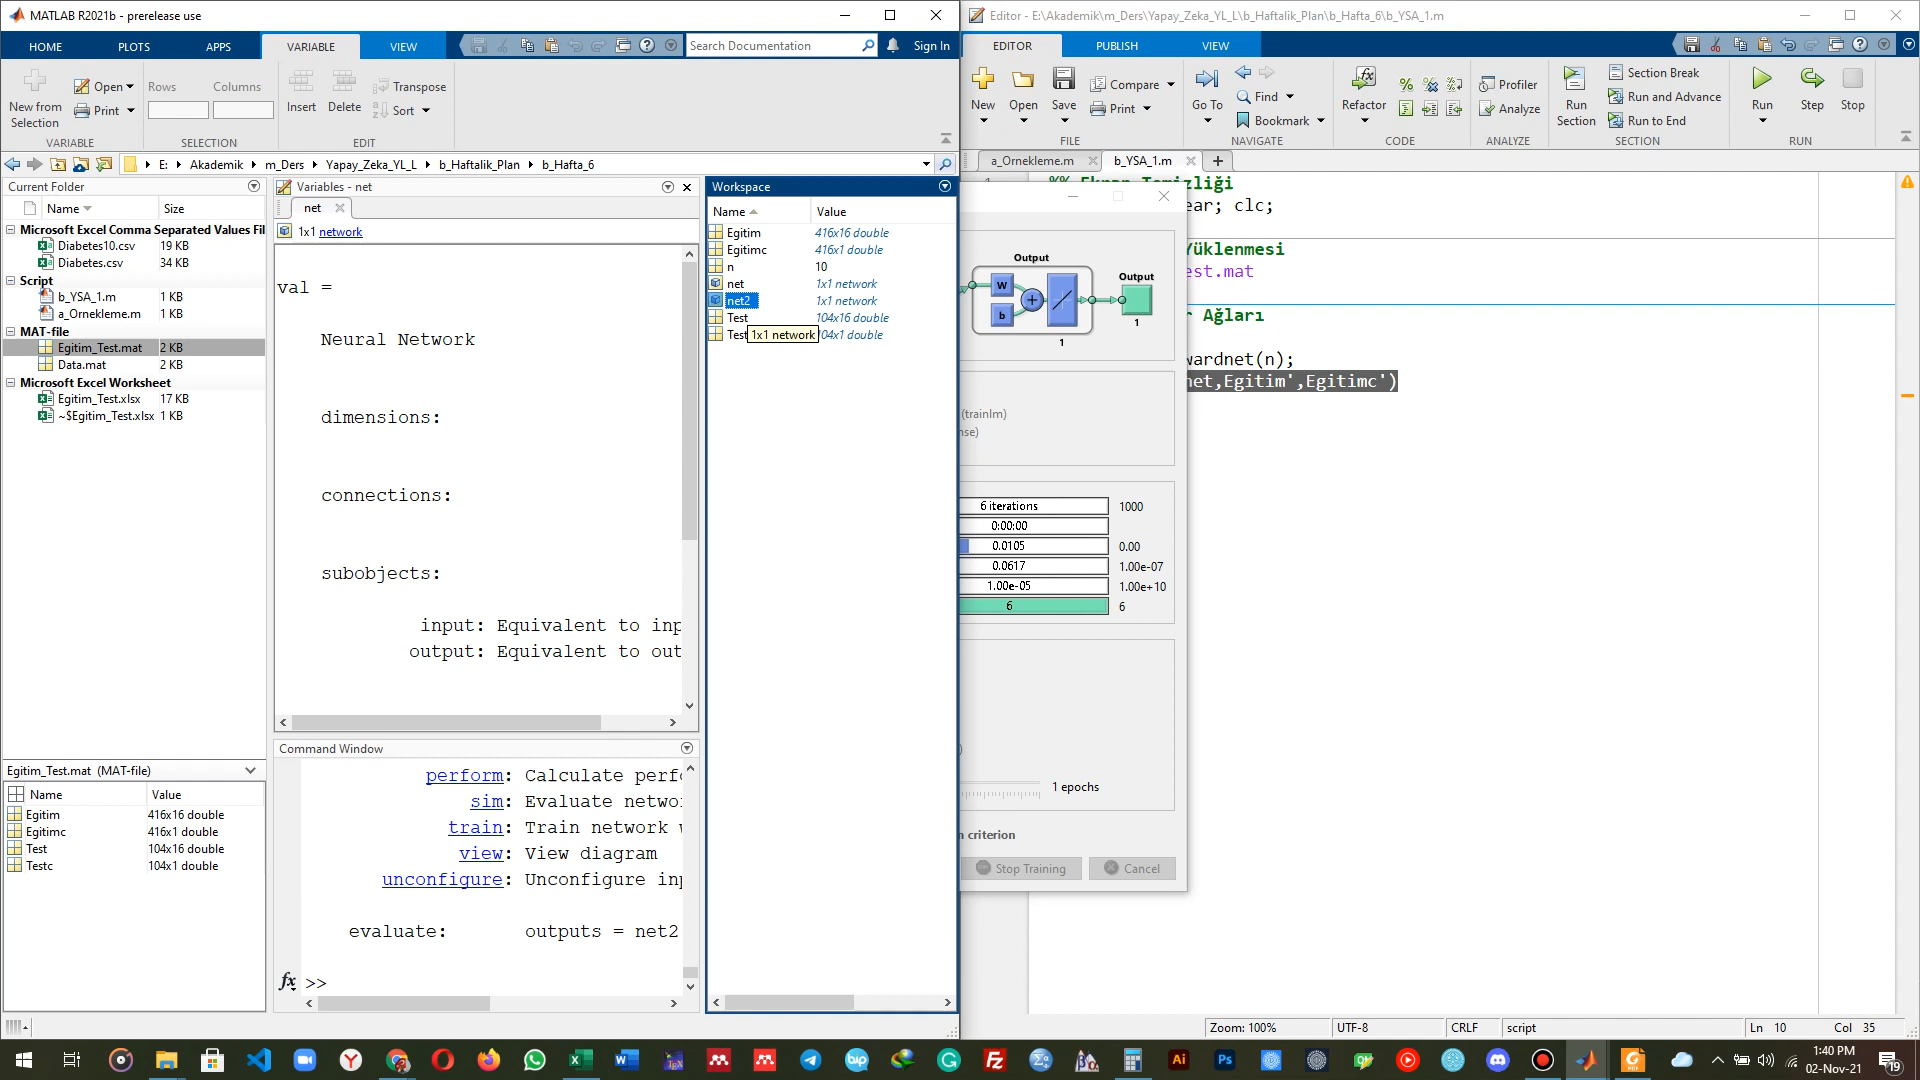 MATLAB R2021b - prerelease use
HOME PLOTS APPS VARIABLE VIEW
Search Documentation
Sign In
New from Selection
Open
Print
Rows Columns
Insert Delete
Transpose
Sort
VARIABLE SELECTION EDIT
E: Akademik m_Ders Yapay_Zeka_YL_L b_Haftalik_Plan b_Hafta_6
Current Folder
Name Size
Microsoft Excel Comma Separated Values Fil
Diabetes10.csv 19 KB
Diabetes.csv 34 KB
Script
b_YSA_1.m 1 KB
a_Ornekleme.m 1 KB
MAT-file
Egitim_Test.mat 2 KB
Data.mat 2 KB
Microsoft Excel Worksheet
Egitim_Test.xlsx 17 KB
~$Egitim_Test.xlsx 1 KB
Egitim_Test.mat (MAT-file)
Name Value
Egitim 416x16 double
Egitimc 416x1 double
Test 104x16 double
Testc 104x1 double
Variables - net
net
1x1 network
val =
Neural Network
dimensions:
connections:
subobjects:
input: Equivalent to inp
output: Equivalent to out
Command Window
perform: Calculate perfo
sim: Evaluate networ
train: Train network w
view: View diagram
unconfigure: Unconfigure inp
evaluate: outputs = net2
fx >>
Workspace
Name Value
Egitim 416x16 double
Egitimc 416x1 double
n 10
net 1x1 network
net2 1x1 network
Test 104x16 double
Test 1x1 network 104x1 double
Editor - E:\Akademik\m_Ders\Yapay_Zeka_YL_L\b_Haftalik_Plan\b_Hafta_6\b_YSA_1.m
EDITOR PUBLISH VIEW
New Open Save
Compare
Print
Go To
Find
Bookmark
Refactor
Profiler
Analyze
Run Section
Section Break
Run and Advance
Run to End
Run Step Stop
FILE NAVIGATE CODE ANALYZE SECTION RUN
a_Ornekleme.m b_YSA_1.m
%% Ekran Temizliği
ear; clc;
Yüklenmesi
est.mat
r Ağları
wardnet(n);
net,Egitim',Egitimc')
Output
W
b
1
Output
1
(trainlm)
nse)
6 iterations 1000
0:00:00
0.0105 0.00
0.0617 1.00e-07
1.00e-05 1.00e+10
6 6
1 epochs
n criterion
Stop Training Cancel
Zoom: 100% UTF-8 CRLF script Ln 10 Col 35
1:40 PM
02-Nov-21
19